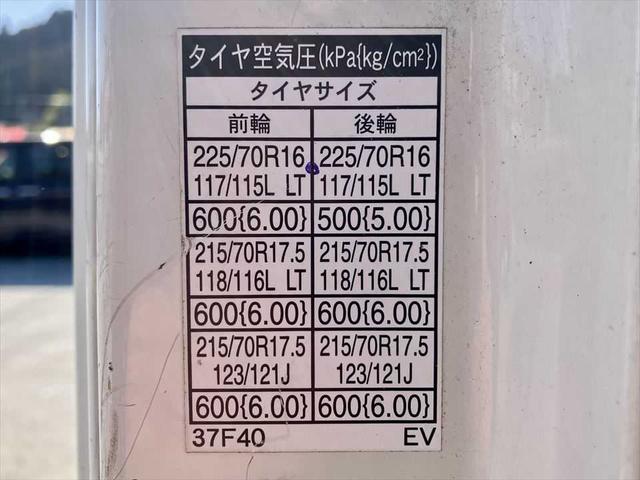 タイヤ空気圧(kPa{kg/cm²})
タイヤサイズ
前輪 後輪
225/70R16 225/70R16
117/115L LT 117/115L LT
600{6.00} 500{5.00}
215/70R17.5 215/70R17.5
118/116L LT 118/116L LT
600{6.00} 600{6.00}
215/70R17.5 215/70R17.5
123/121J 123/121J
600{6.00} 600{6.00}
37F40 EV